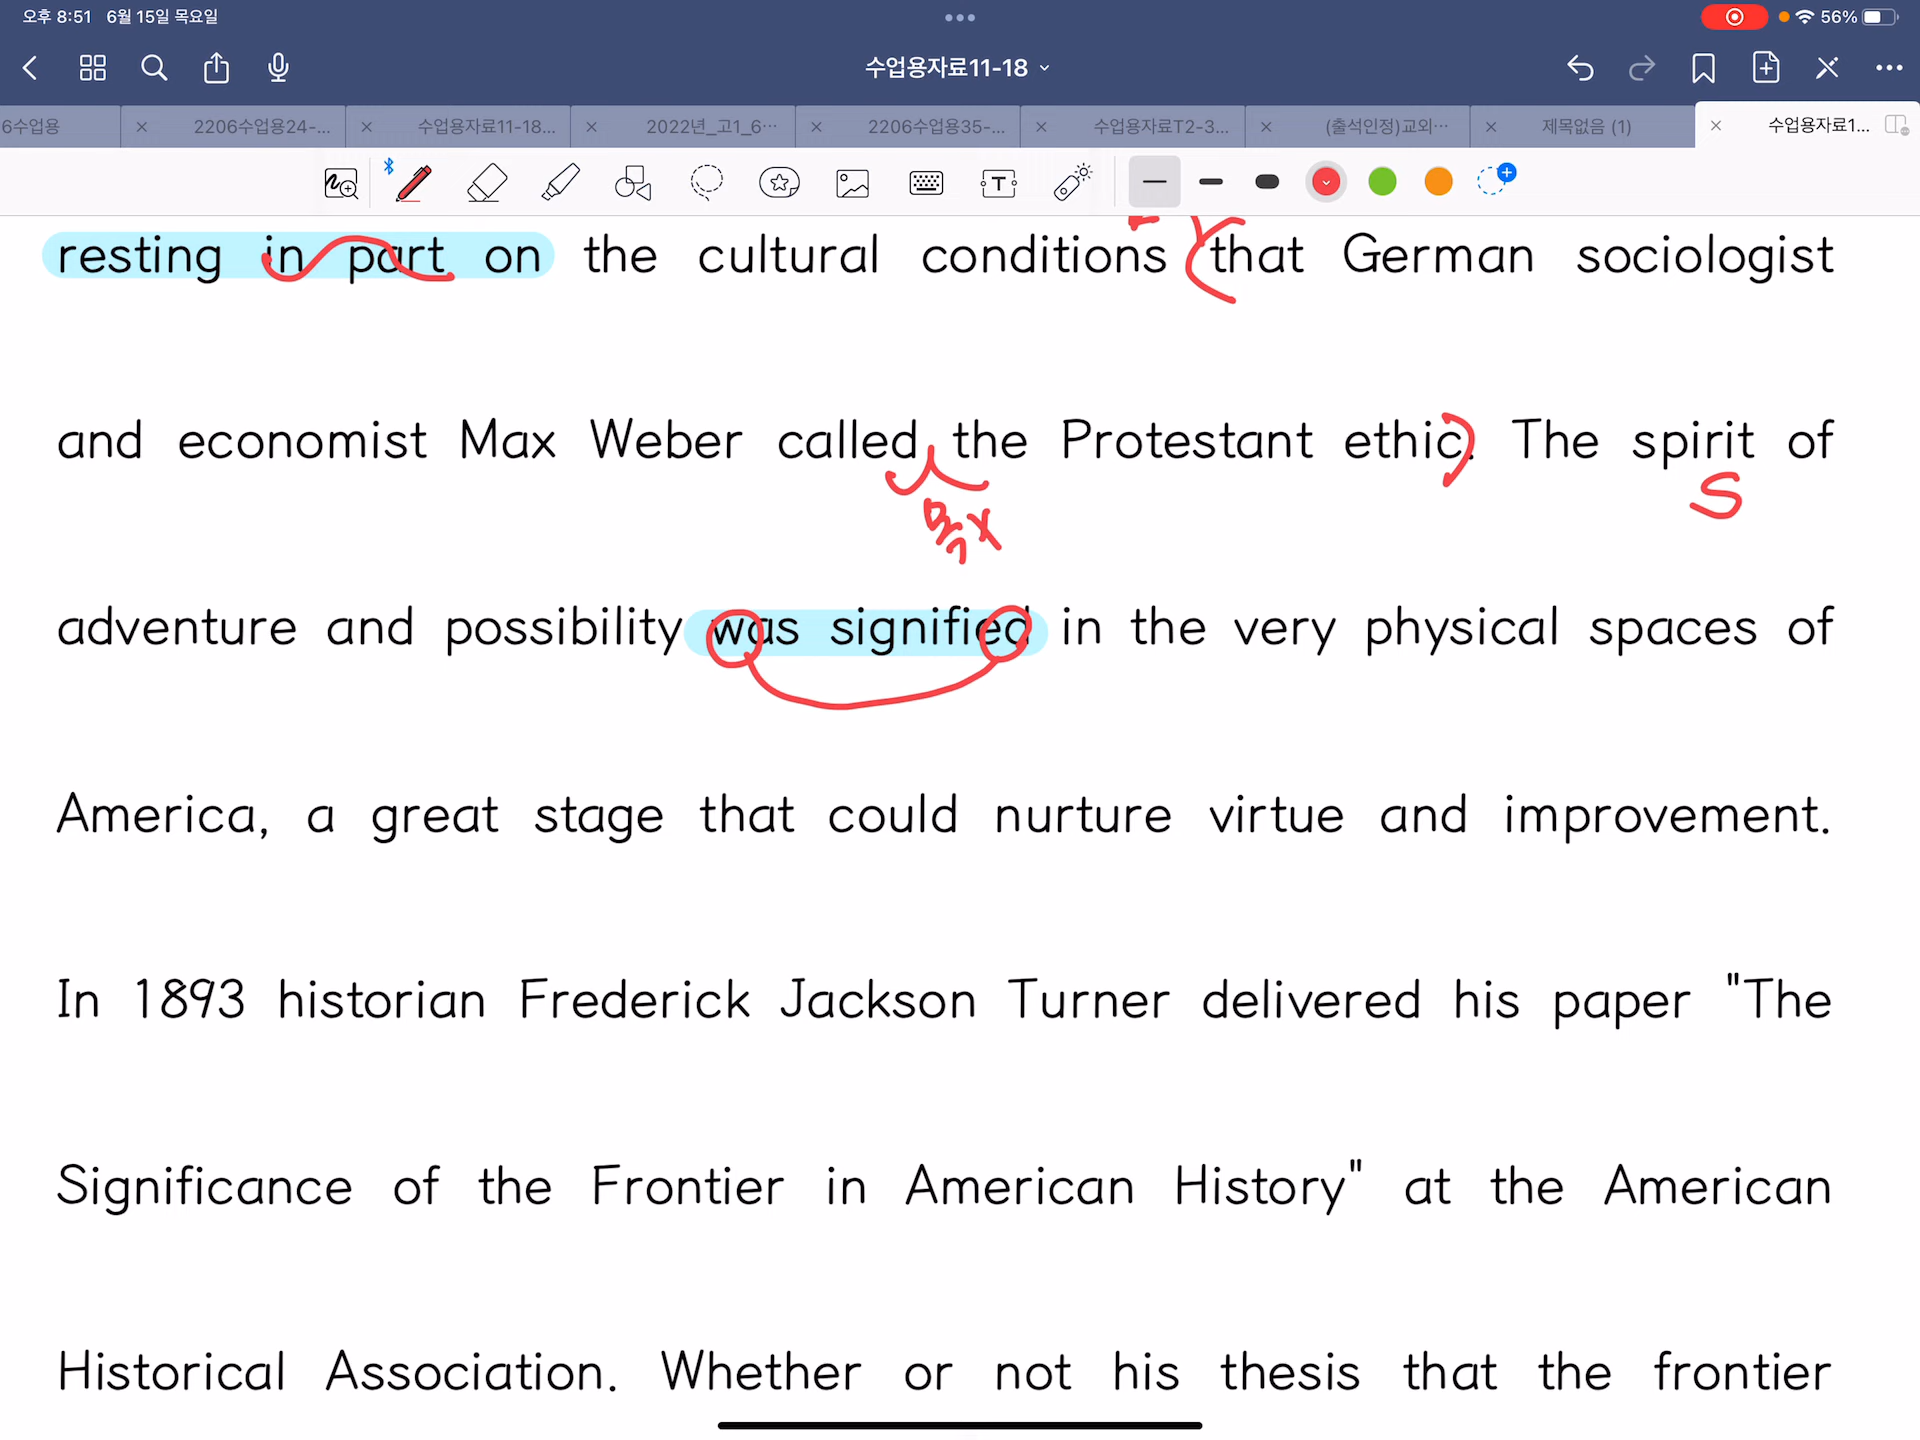 오후 8:51 6월 15일 목요일
56%
수업용자료11-18
6수업용
2206수업용24-...
수업용자료11-18...
2022년_고1_6...
2206수업용35-...
수업용자료T2-3...
(출석인정)교외...
제목없음 (1)
수업용자료1...
resting in part on the cultural conditions that German sociologist
and economist Max Weber called the Protestant ethic. The spirit of
S
목x
adventure and possibility was signified in the very physical spaces of
America, a great stage that could nurture virtue and improvement.
In 1893 historian Frederick Jackson Turner delivered his paper "The
Significance of the Frontier in American History" at the American
Historical Association. Whether or not his thesis that the frontier